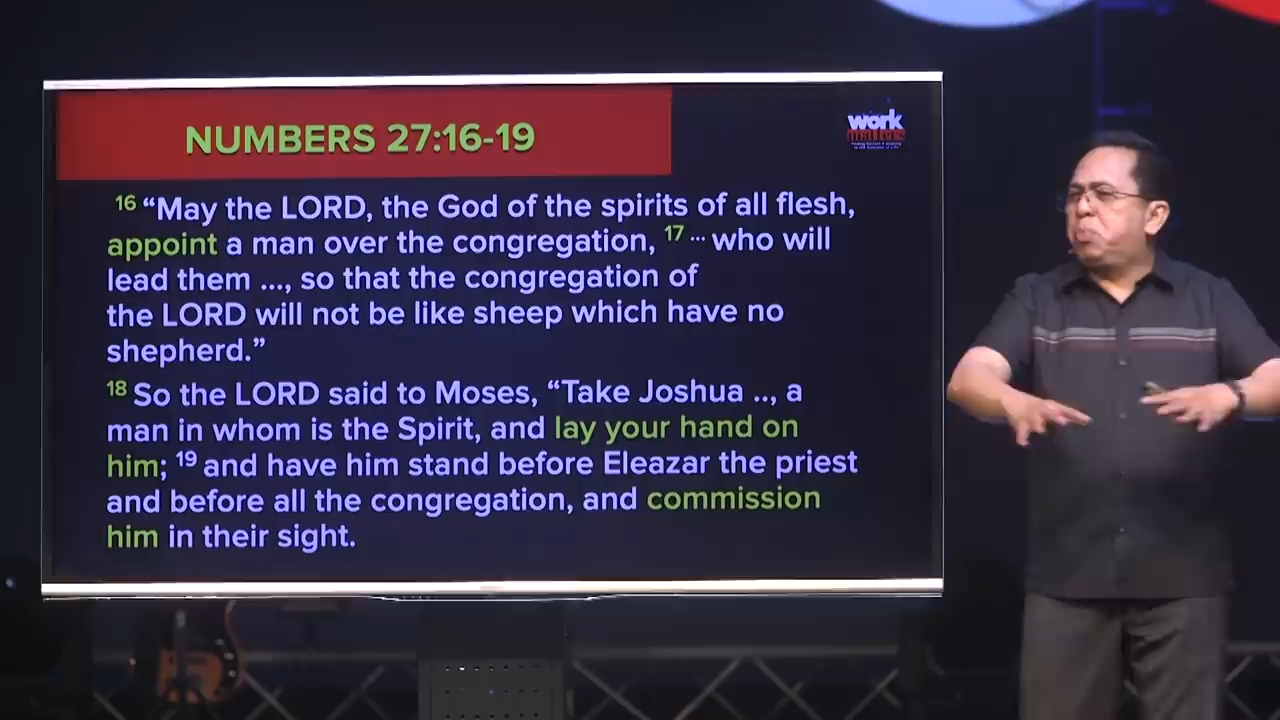 NUMBERS 27:16-19
work
16 “May the LORD, the God of the spirits of all flesh,
appoint a man over the congregation, 17 ... who will
lead them ..., so that the congregation of
the LORD will not be like sheep which have no
shepherd.”
18 So the LORD said to Moses, “Take Joshua .., a
man in whom is the Spirit, and lay your hand on
him; 19 and have him stand before Eleazar the priest
and before all the congregation, and commission
him in their sight.